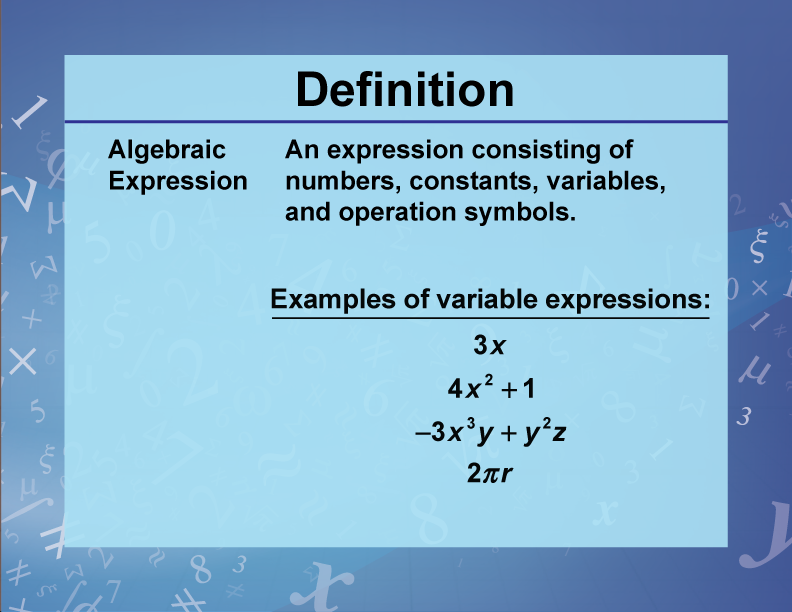 Definition
Algebraic
Expression
An expression consisting of
numbers, constants, variables,
and operation symbols.
Examples of variable expressions:
3x
4x² + 1
–3x³y + y²z
2πr